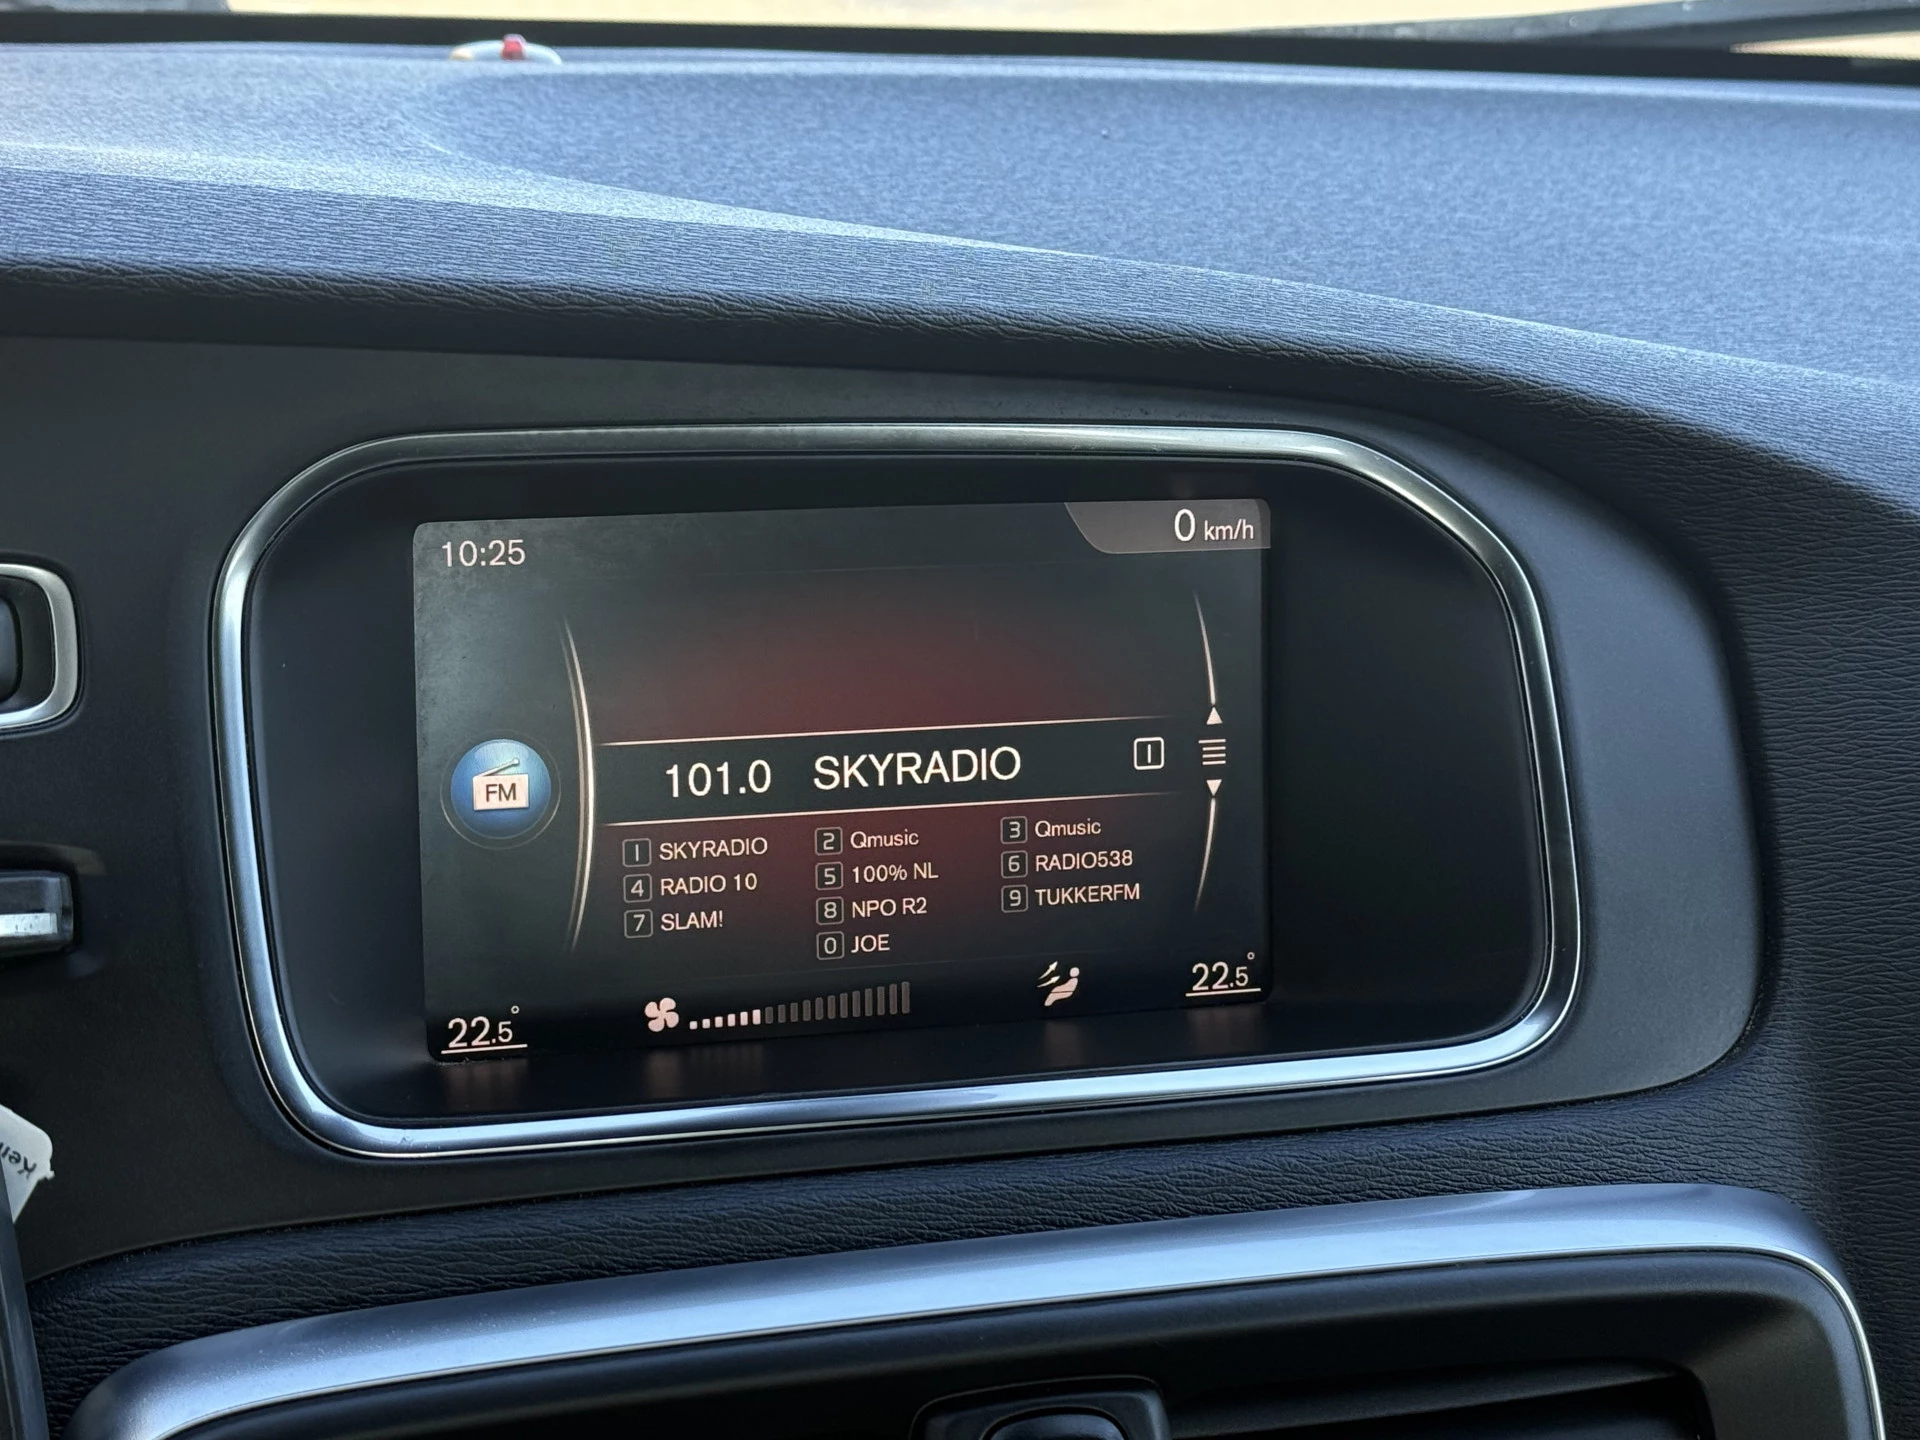 10:25
0 km/h
FM
101.0 SKYRADIO 1
1 SKYRADIO 2 Qmusic 3 Qmusic
4 RADIO 10 5 100% NL 6 RADIO538
7 SLAM! 8 NPO R2 9 TUKKERFM
0 JOE
22.5° 22.5°